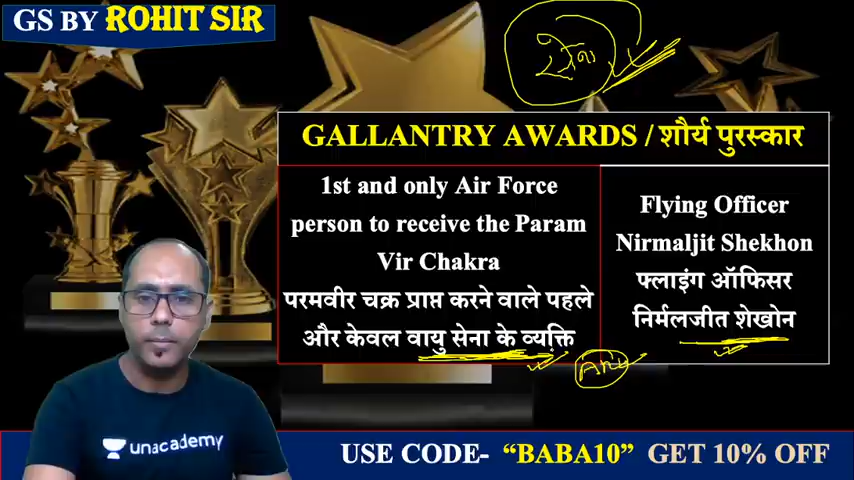 GS BY ROHIT SIR
सेना
GALLANTRY AWARDS / शौर्य पुरस्कार
1st and only Air Force
person to receive the Param
Vir Chakra
परमवीर चक्र प्राप्त करने वाले पहले
और केवल वायु सेना के व्यक्ति
Flying Officer
Nirmaljit Shekhon
फ्लाइंग ऑफिसर
निर्मलजीत शेखोन
unacademy
USE CODE- “BABA10” GET 10% OFF